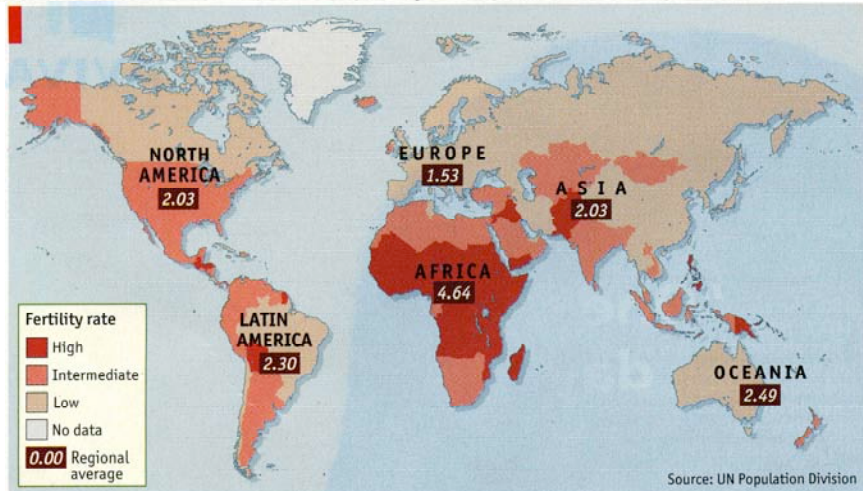 NORTH
AMERICA
2.03
EUROPE
1.53
ASIA
2.03
AFRICA
4.64
LATIN
AMERICA
2.30
OCEANIA
2.49
Fertility rate
High
Intermediate
Low
No data
0.00 Regional
average
Source: UN Population Division